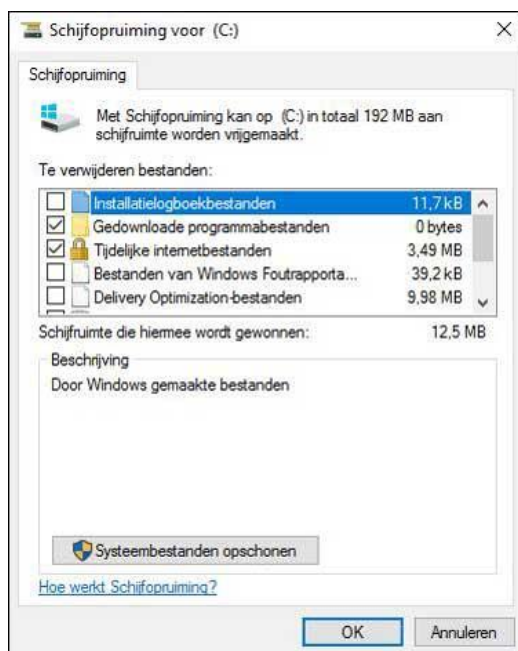 Schijfopruiming voor (C:)
Schijfopruiming
Met Schijfopruiming kan op (C:) in totaal 192 MB aan
schijfruimte worden vrijgemaakt.
Te verwijderen bestanden:
Installatielogboekbestanden 11,7 kB
Gedownloade programmabestanden 0 bytes
Tijdelijke internetbestanden 3,49 MB
Bestanden van Windows Foutrapporta... 39,2 kB
Delivery Optimization-bestanden 9,98 MB
Schijfruimte die hiermee wordt gewonnen: 12,5 MB
Beschrijving
Door Windows gemaakte bestanden
Systeembestanden opschonen
Hoe werkt Schijfopruiming?
OK Annuleren